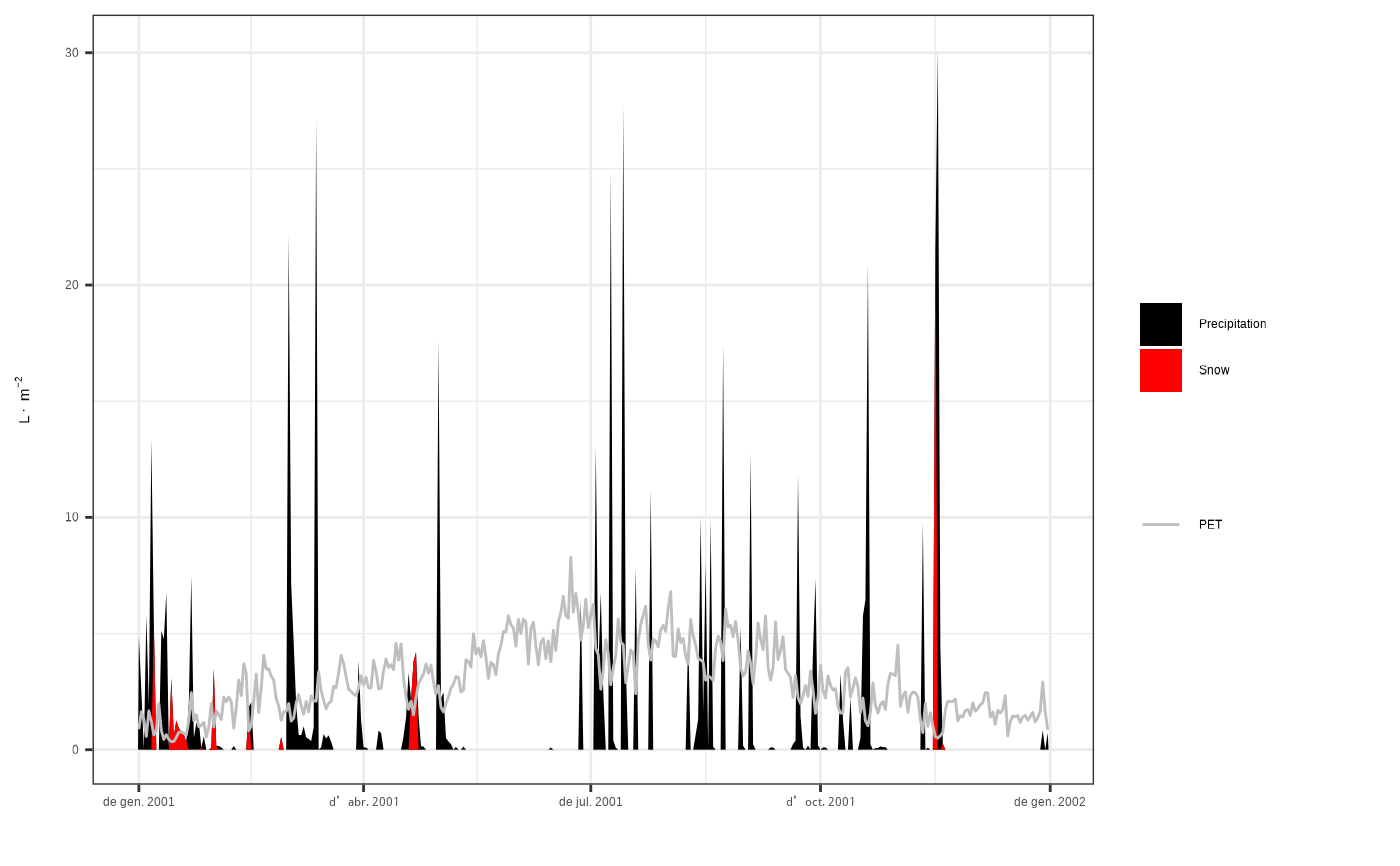 30
20
10
0
L · m⁻²
de gen. 2001
d’ abr. 2001
de jul. 2001
d’ oct. 2001
de gen. 2002
Precipitation
Snow
PET